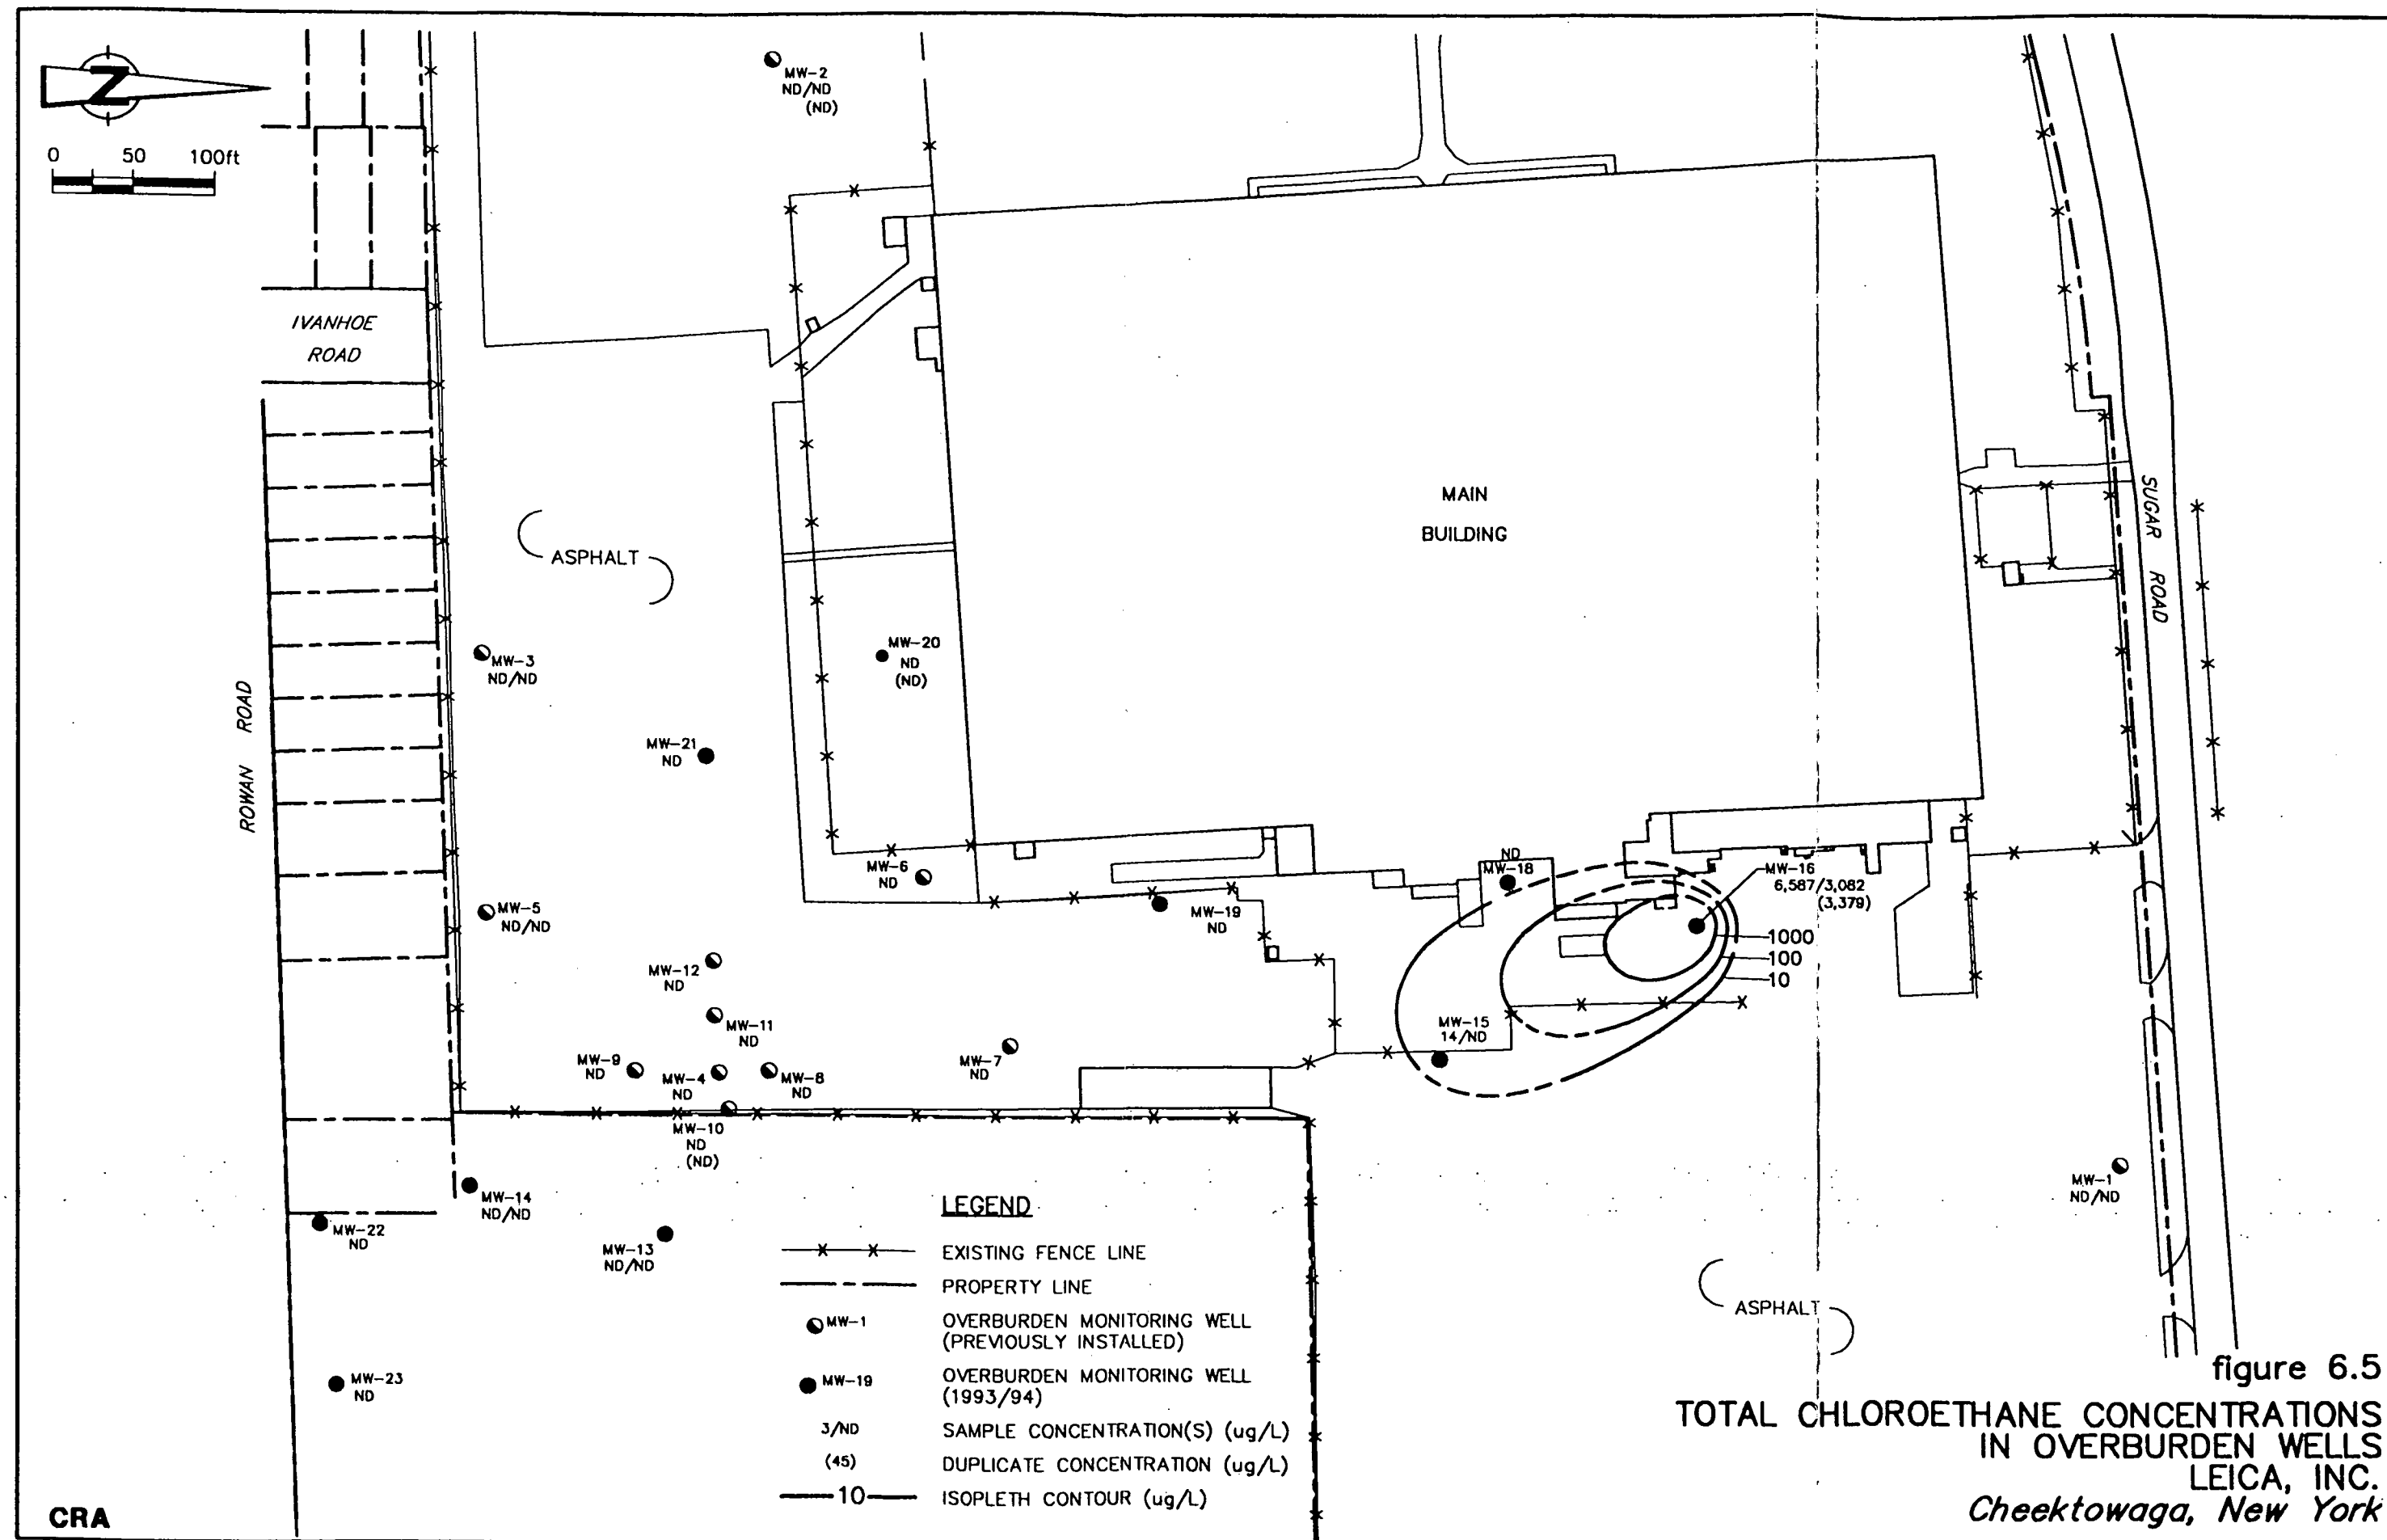 N
0 50 100ft
MW-2
ND/ND
(ND)
IVANHOE
ROAD
ASPHALT
MAIN
BUILDING
SUGAR ROAD
ROWAN ROAD
MW-3
ND/ND
MW-20
ND
(ND)
MW-21
ND
MW-6
ND
MW-5
ND/ND
MW-19
ND
ND
MW-18
MW-16
6,587/3,082
(3,379)
1000
100
10
MW-12
ND
MW-11
ND
MW-9
ND
MW-4
ND
MW-8
ND
MW-7
ND
MW-15
14/ND
MW-10
ND
(ND)
MW-1
ND/ND
MW-14
ND/ND
MW-22
ND
MW-13
ND/ND
MW-23
ND
ASPHALT
LEGEND
EXISTING FENCE LINE
PROPERTY LINE
MW-1 OVERBURDEN MONITORING WELL
(PREVIOUSLY INSTALLED)
MW-19 OVERBURDEN MONITORING WELL
(1993/94)
3/ND SAMPLE CONCENTRATION(S) (ug/L)
(45) DUPLICATE CONCENTRATION (ug/L)
10 ISOPLETH CONTOUR (ug/L)
CRA
figure 6.5
TOTAL CHLOROETHANE CONCENTRATIONS
IN OVERBURDEN WELLS
LEICA, INC.
Cheektowaga, New York